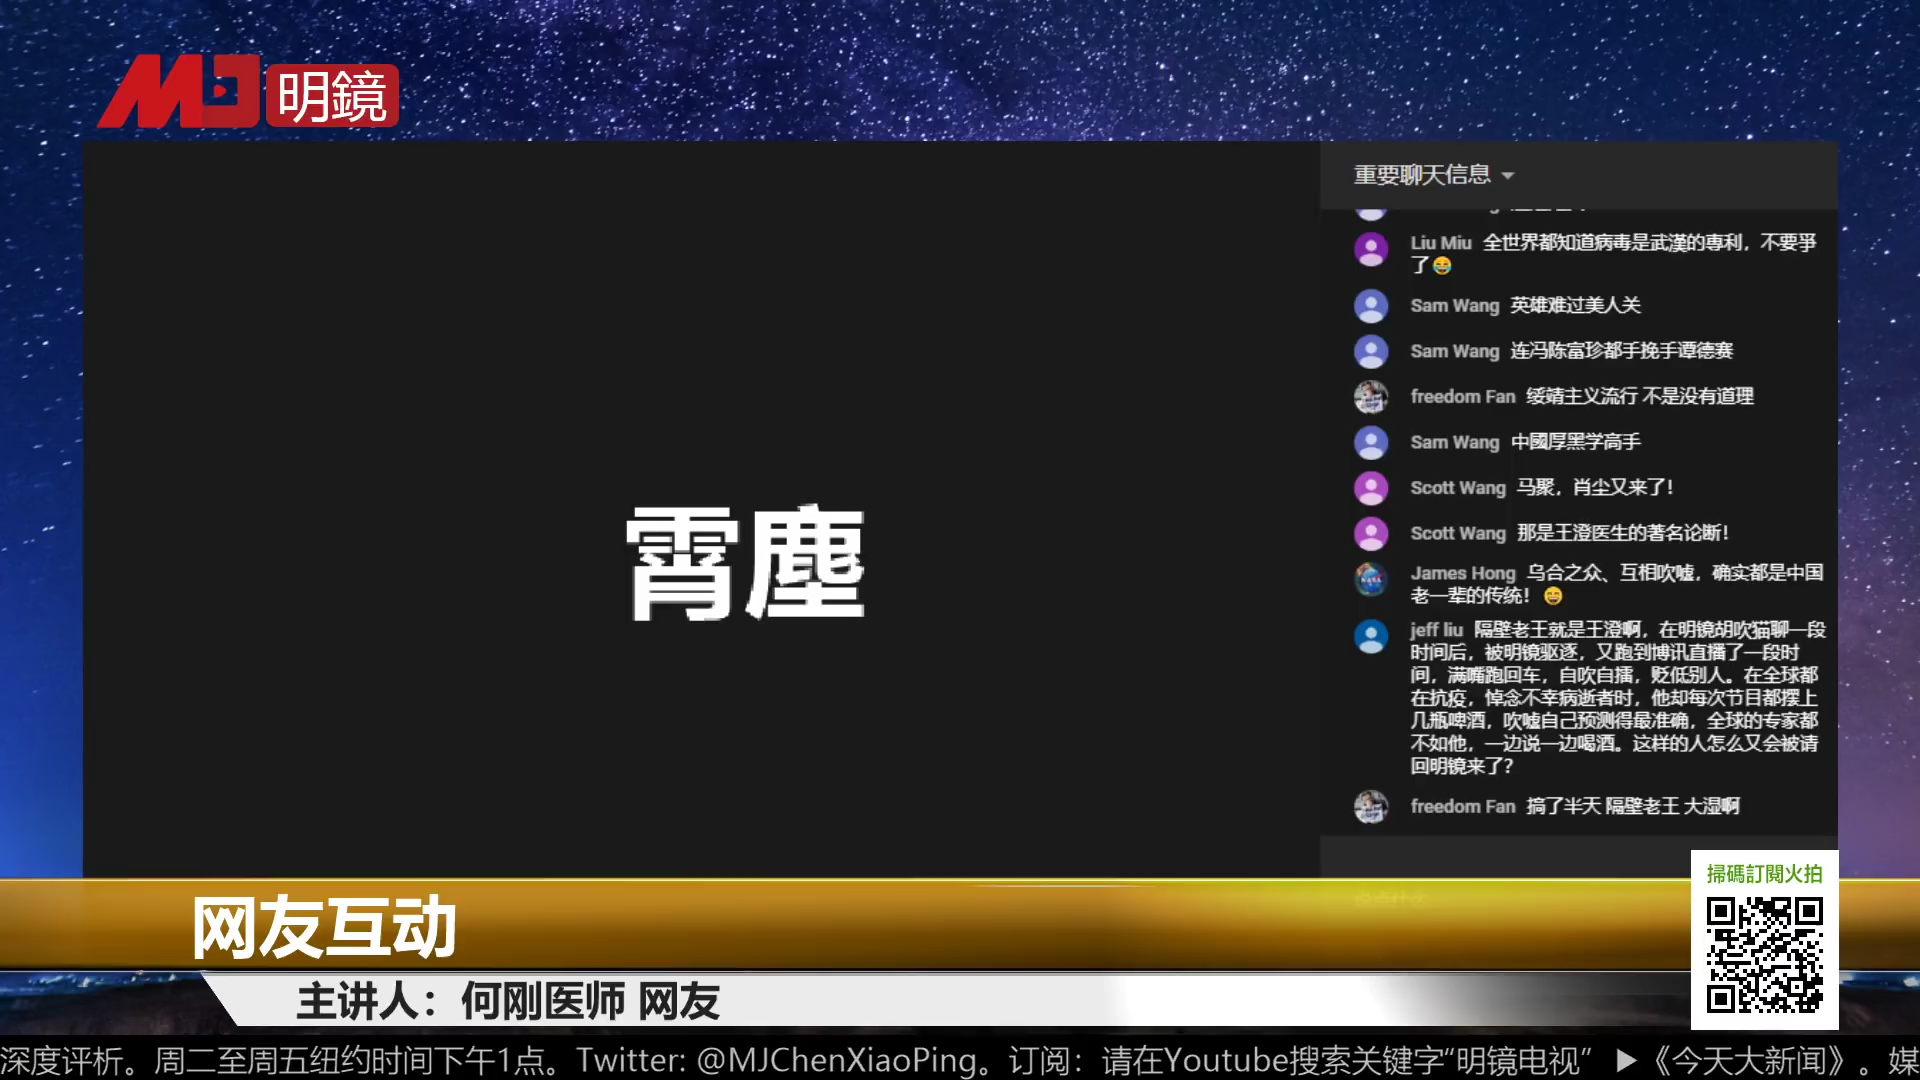 MJ 明鏡
重要聊天信息
Liu Miu 全世界都知道病毒是武漢的專利，不要爭
了😂
Sam Wang 英雄难过美人关
Sam Wang 连冯陈富珍都手挽手谭德赛
freedom Fan 绥靖主义流行 不是没有道理
Sam Wang 中國厚黑学高手
Scott Wang 马聚，肖尘又来了！
Scott Wang 那是王澄医生的著名论断！
James Hong 乌合之众、互相吹嘘，确实都是中国
老一辈的传统！😄
jeff liu 隔壁老王就是王澄啊，在明镜胡吹猫聊一段
时间后，被明镜驱逐，又跑到博讯直播了一段时
间，满嘴跑回车，自吹自擂，贬低别人。在全球都
在抗疫，悼念不幸病逝者时，他却每次节目都摆上
几瓶啤酒，吹嘘自己预测得最准确，全球的专家都
不如他，一边说一边喝酒。这样的人怎么又会被请
回明镜来了？
freedom Fan 搞了半天 隔壁老王 大湿啊
霄塵
掃碼訂閱火拍
网友互动
主讲人：何刚医师 网友
深度评析。周二至周五纽约时间下午1点。Twitter: @MJChenXiaoPing。订阅：请在Youtube搜索关键字“明镜电视” ▶《今天大新闻》。媒